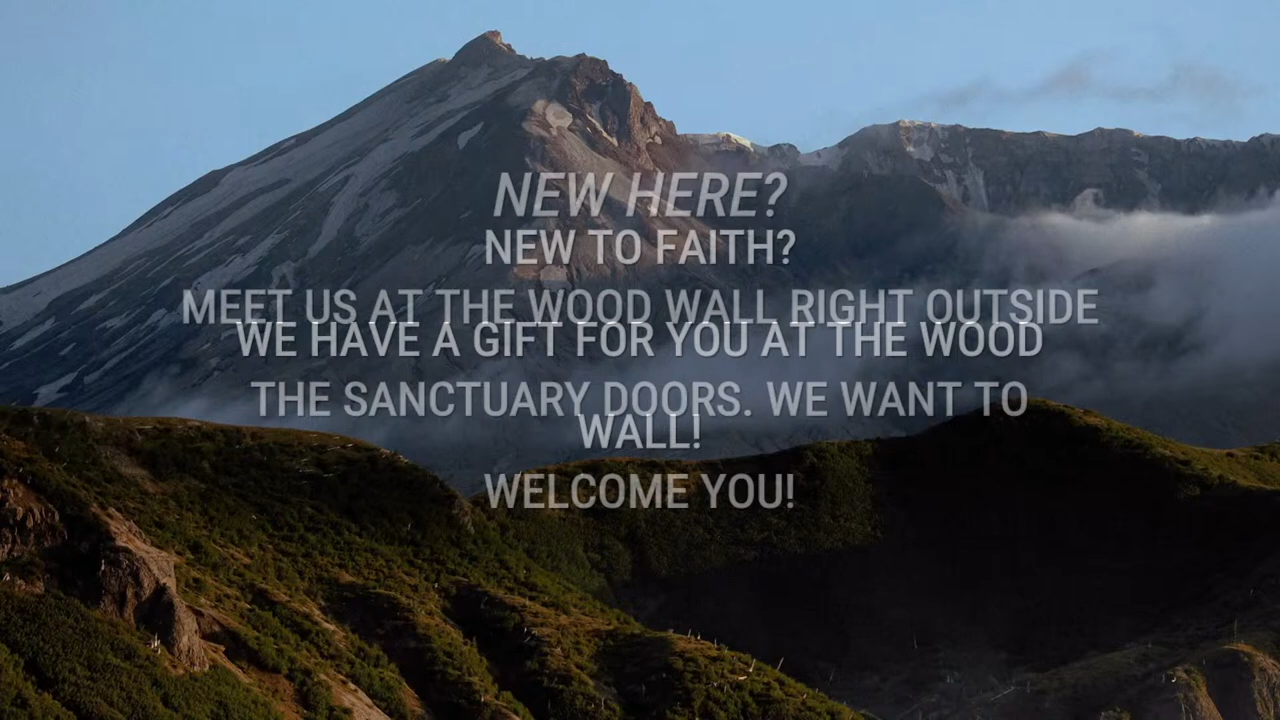 NEW HERE?
NEW TO FAITH?
MEET US AT THE WOOD WALL RIGHT OUTSIDE
WE HAVE A GIFT FOR YOU AT THE WOOD
THE SANCTUARY DOORS. WE WANT TO
WALL!
WELCOME YOU!